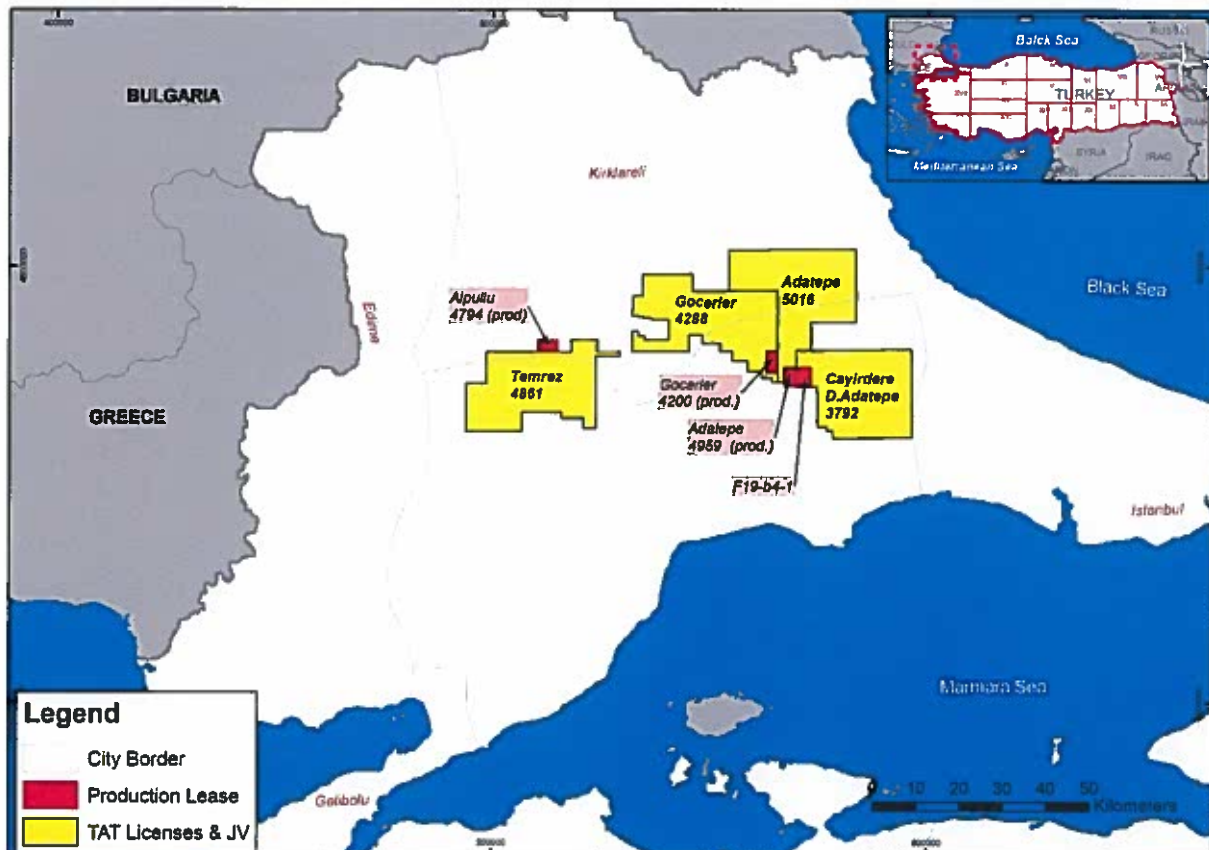 BULGARIA
GREECE
Kirklareli
Edirne
Istanbul
Gelibolu
Black Sea
Marmara Sea
Balck Sea
TURKEY
SYRIA
IRAQ
Mediterranean Sea
Alpullu
4794 (prod)
Temrez
4861
Gocerler
4288
Adatepe
5016
Gocerler
4200 (prod.)
Adatepe
4959 (prod.)
Cayirdere
D.Adatepe
3792
F19-b4-1
Legend
City Border
Production Lease
TAT Licenses & JV
10 20 30 40 50
Kilometers